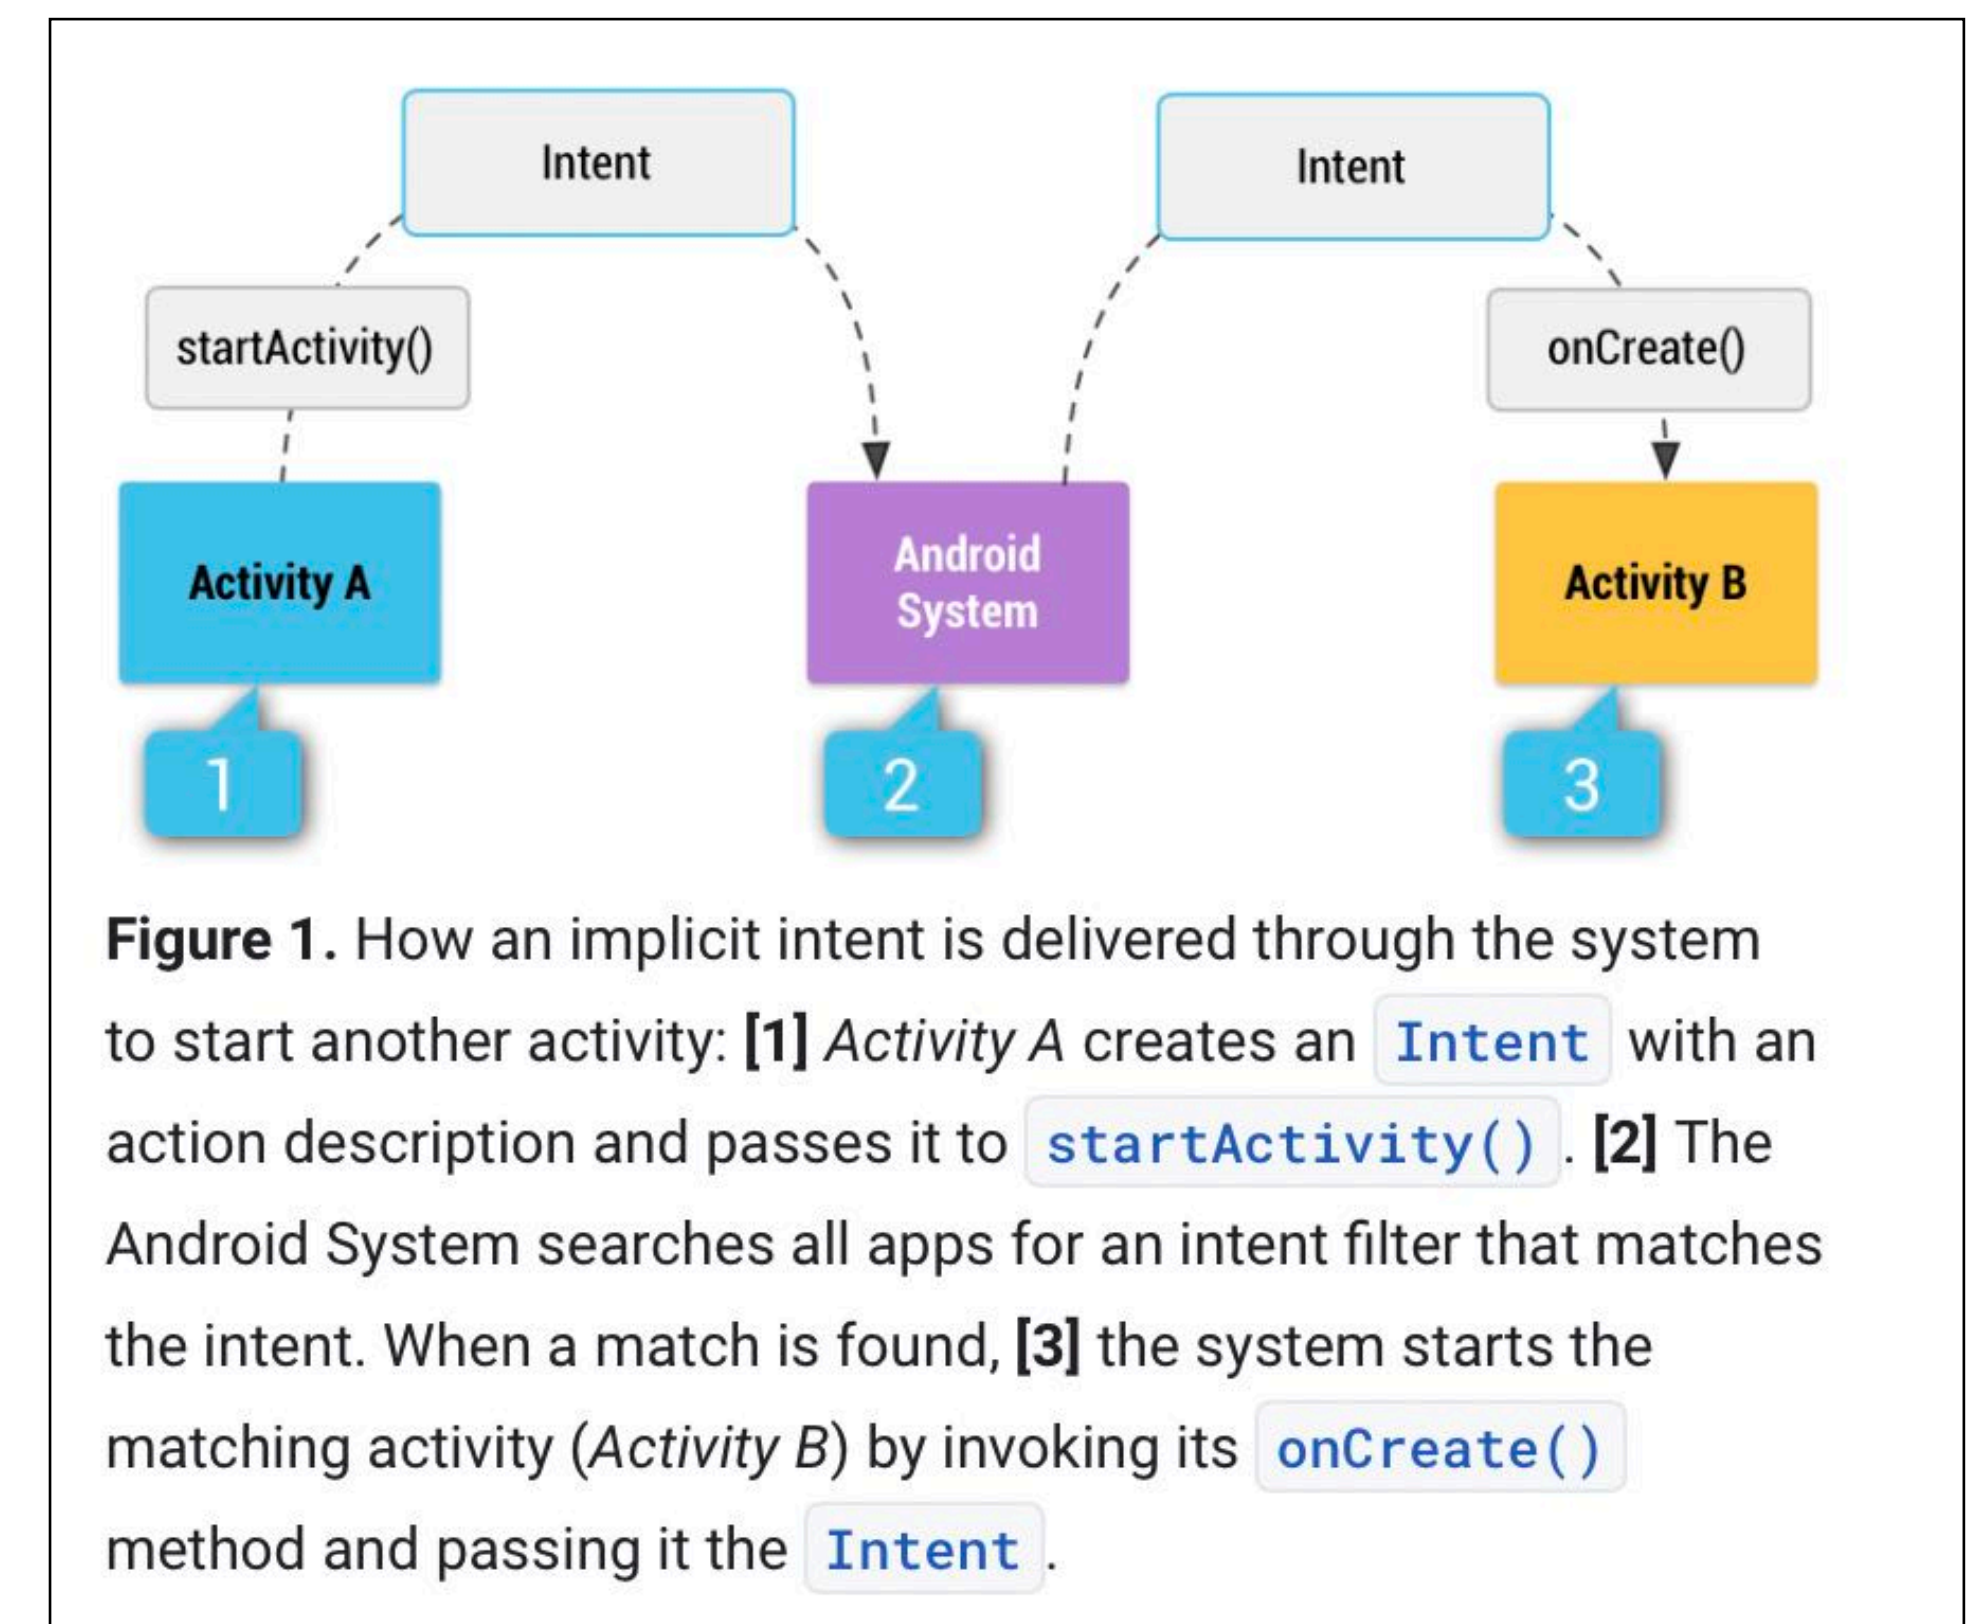 Intent
Intent
startActivity()
onCreate()
Activity A
Android
System
Activity B
1
2
3
Figure 1. How an implicit intent is delivered through the system
to start another activity: [1] Activity A creates an Intent with an
action description and passes it to startActivity() . [2] The
Android System searches all apps for an intent filter that matches
the intent. When a match is found, [3] the system starts the
matching activity (Activity B) by invoking its onCreate()
method and passing it the Intent .